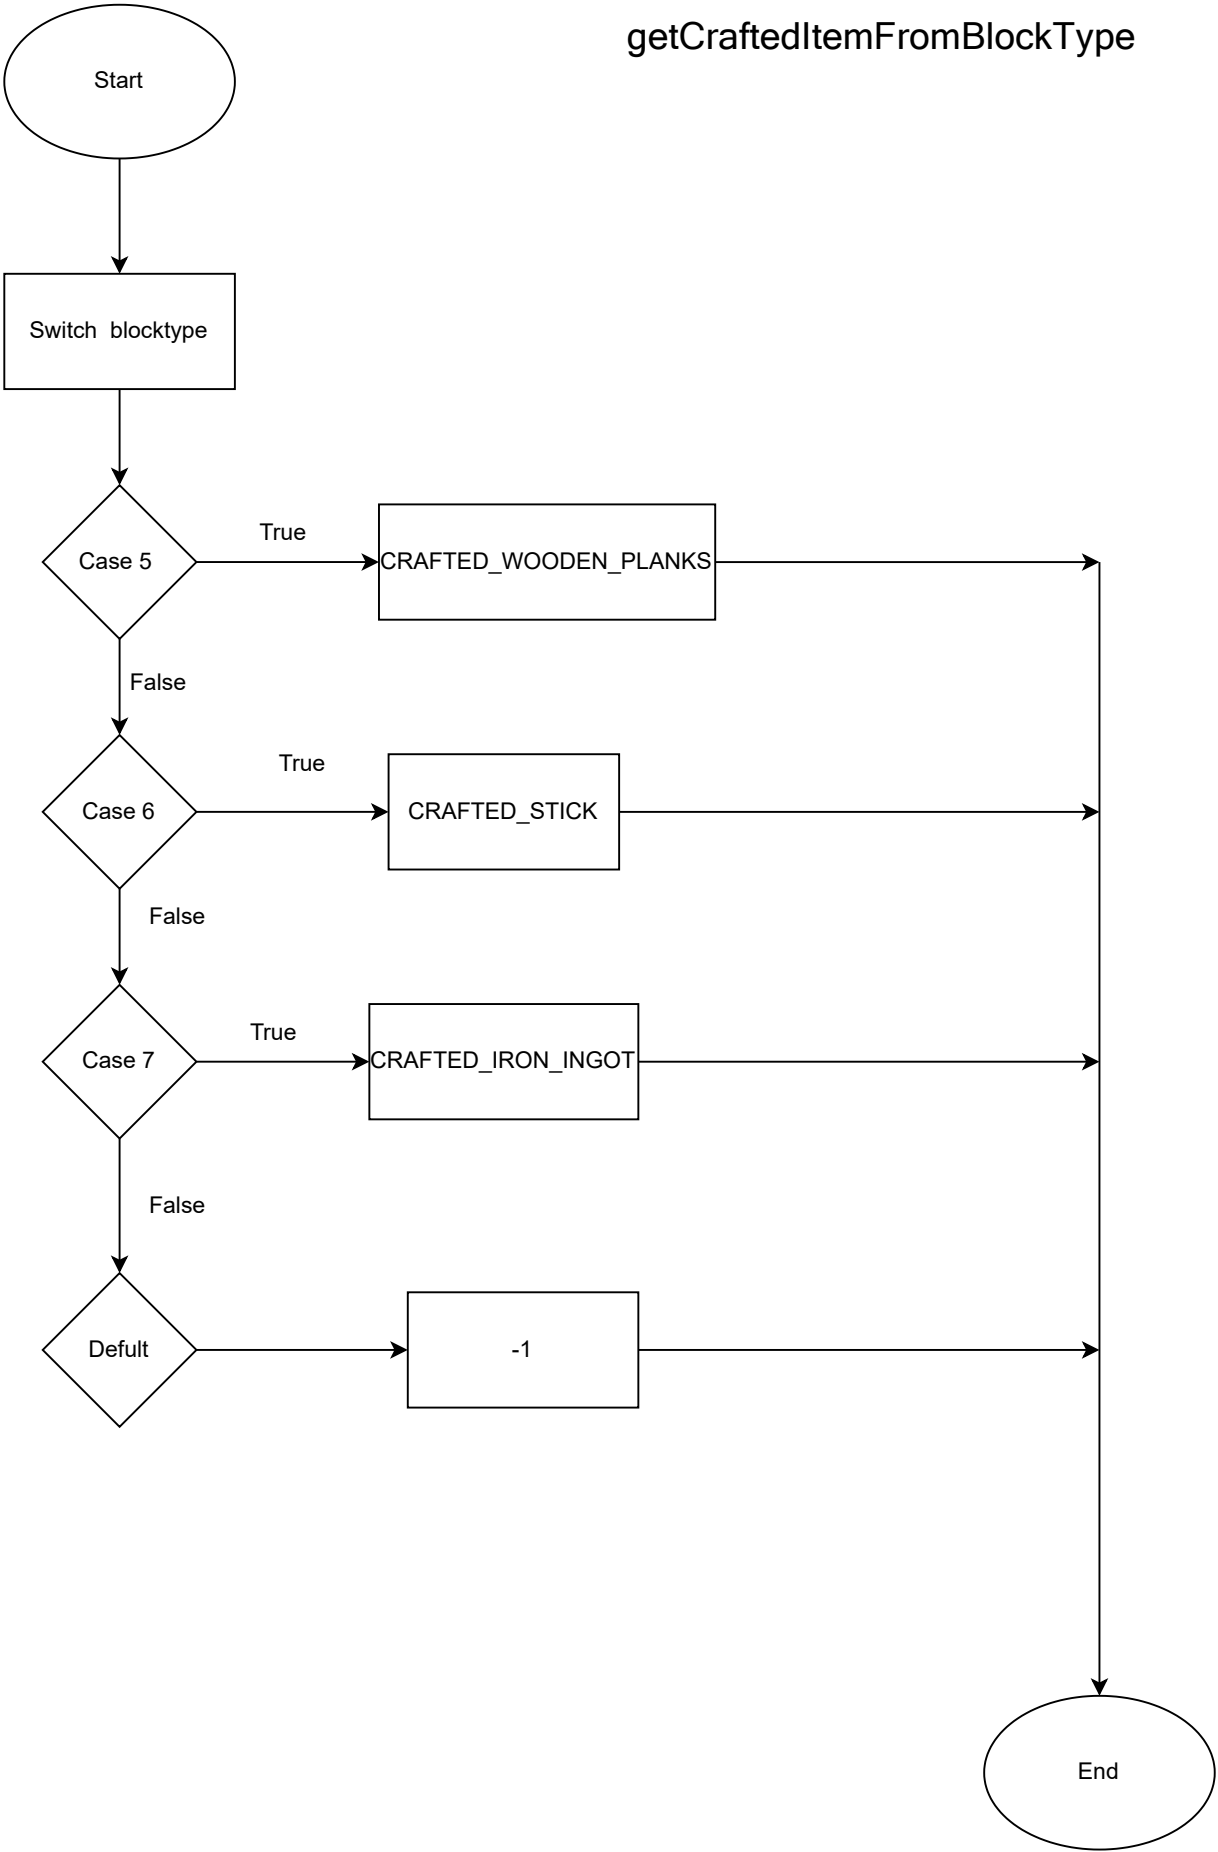 getCraftedItemFromBlockType
Start
Switch  blocktype
Case 5
True
CRAFTED_WOODEN_PLANKS
False
Case 6
True
CRAFTED_STICK
False
Case 7
True
CRAFTED_IRON_INGOT
False
Defult
-1
End